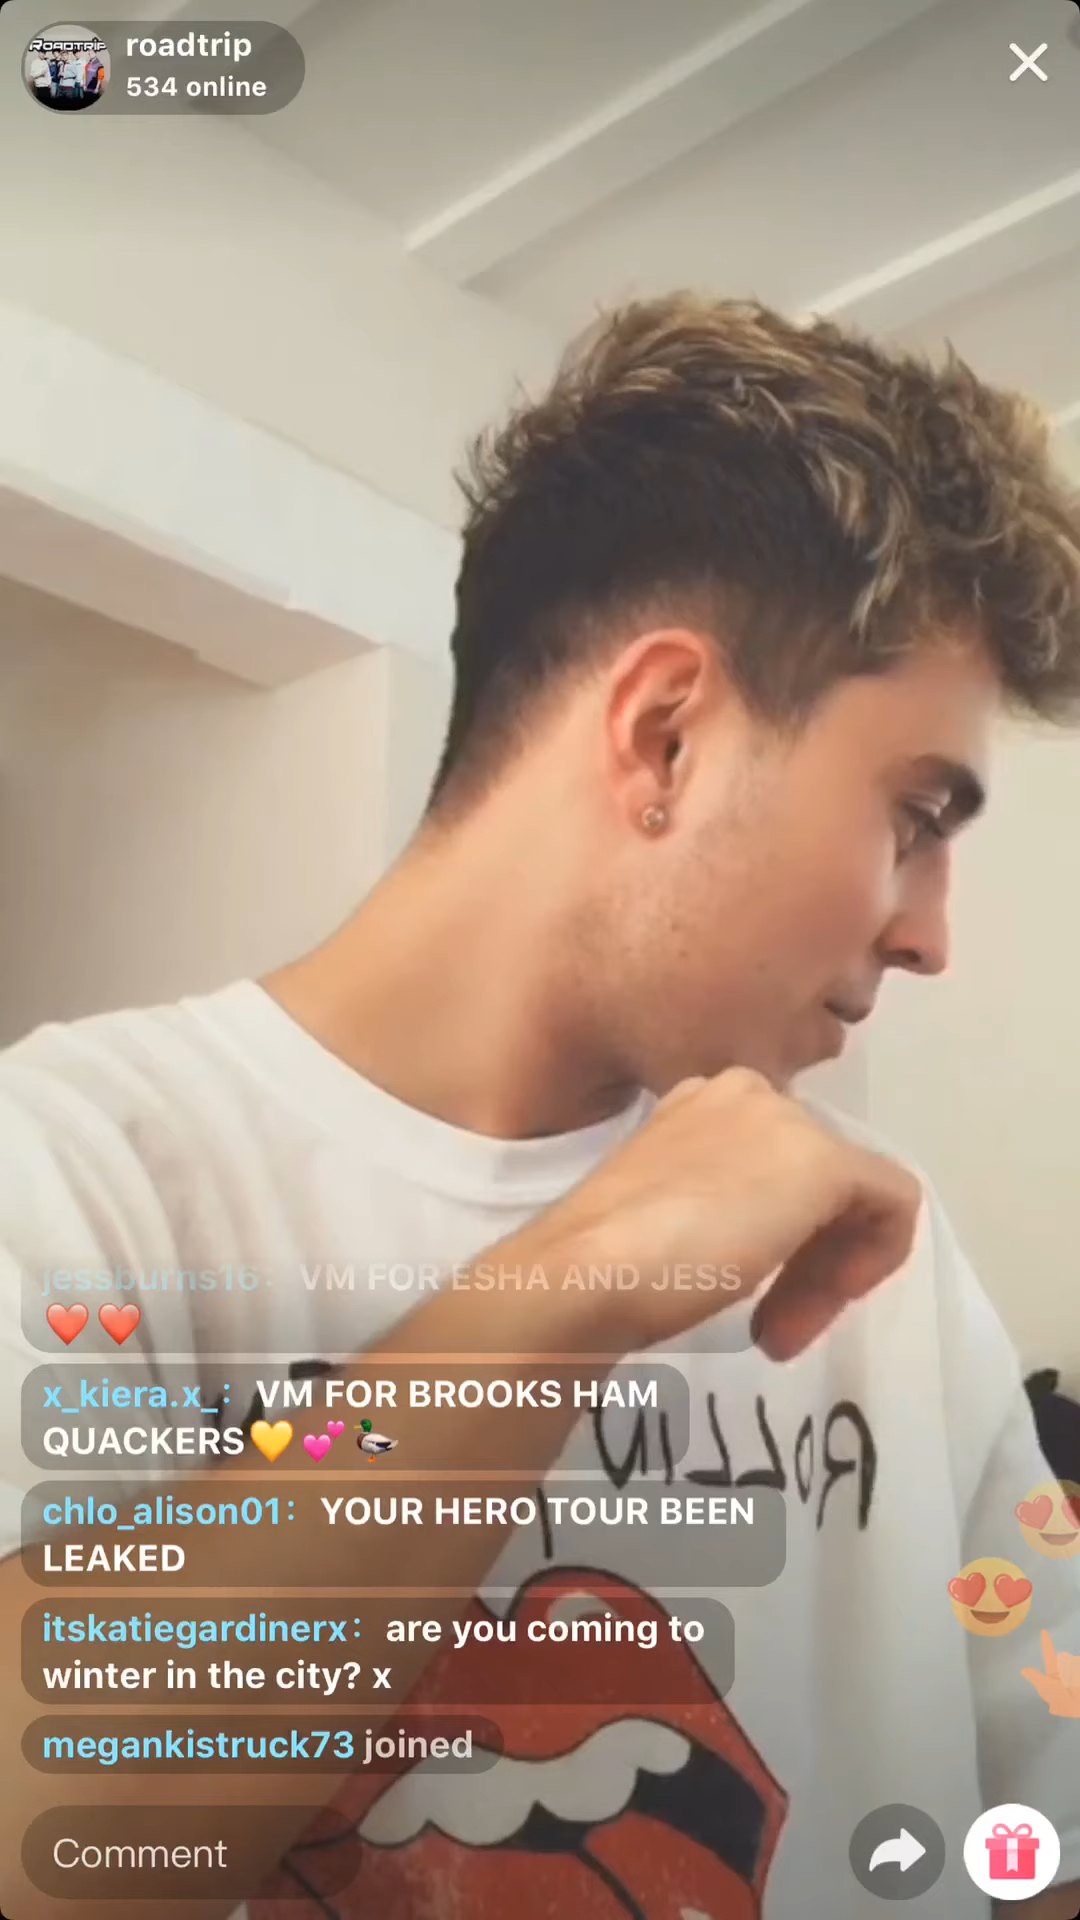 ROADTRIP
roadtrip
534 online
jessburns16: VM FOR ESHA AND JESS
❤️❤️
x_kiera.x_: VM FOR BROOKS HAM
QUACKERS💛💕🦆
chlo_alison01: YOUR HERO TOUR BEEN
LEAKED
itskatiegardinerx: are you coming to
winter in the city? x
megankistruck73 joined
ROLLIN
Comment